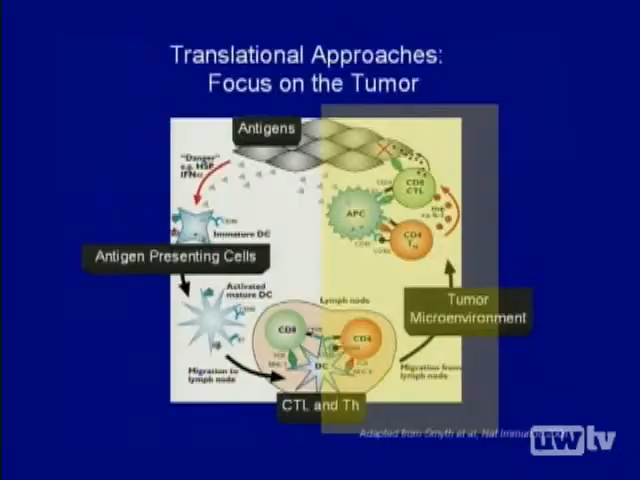 Translational Approaches:
Focus on the Tumor
Antigens
"Danger"
e.g. HSP
IFNα
CD8
CTL
APC
CD4
Immature DC
Antigen Presenting Cells
Activated
mature DC
Lymph node
Tumor
Microenvironment
CD8
CD4
DC
Migration to
lymph node
Migration from
lymph node
CTL and Th
Adapted from Smyth et al, Nat Immunol
uwtv